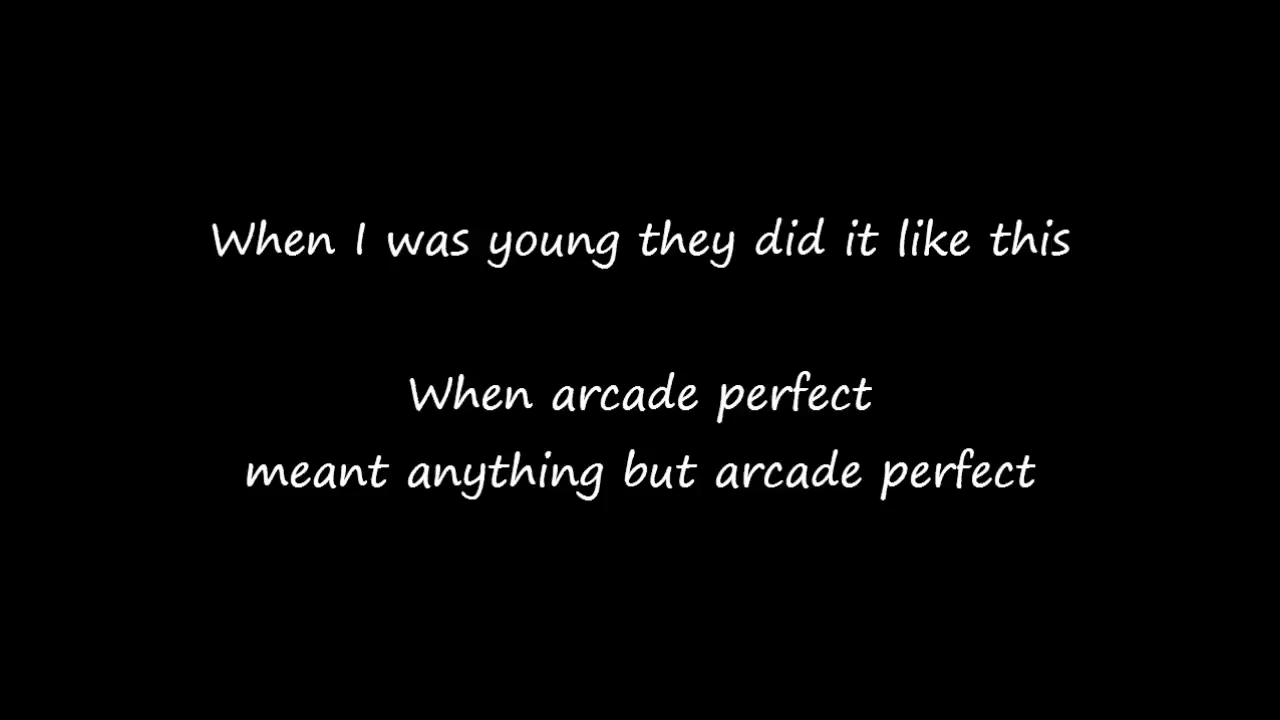 When I was young they did it like this
When arcade perfect
meant anything but arcade perfect